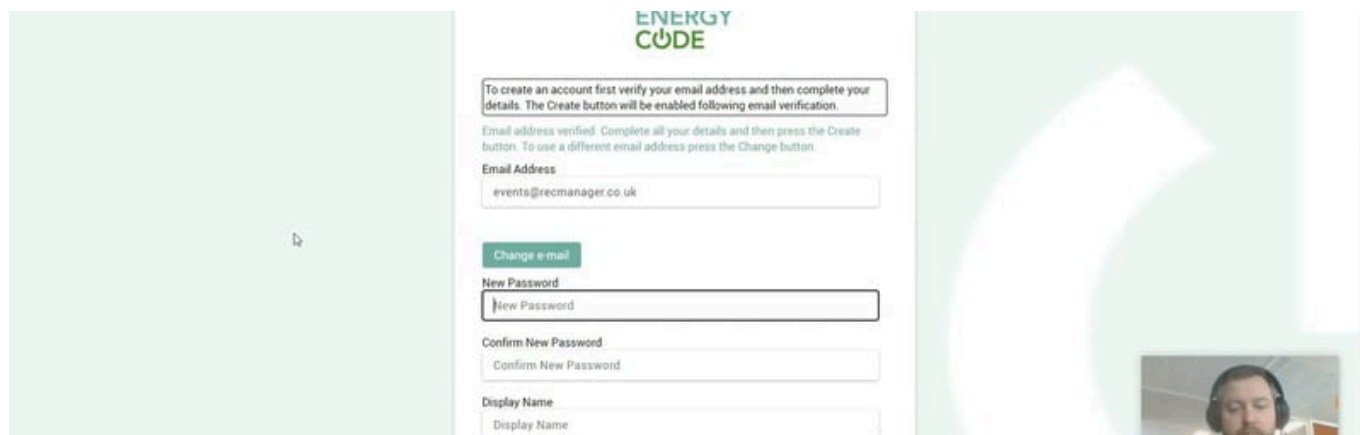 ENERGY
CODE
To create an account first verify your email address and then complete your
details. The Create button will be enabled following email verification.
Email address verified. Complete all your details and then press the Create
button. To use a different email address press the Change button.
Email Address
events@recmanager.co.uk
Change e-mail
New Password
New Password
Confirm New Password
Confirm New Password
Display Name
Display Name